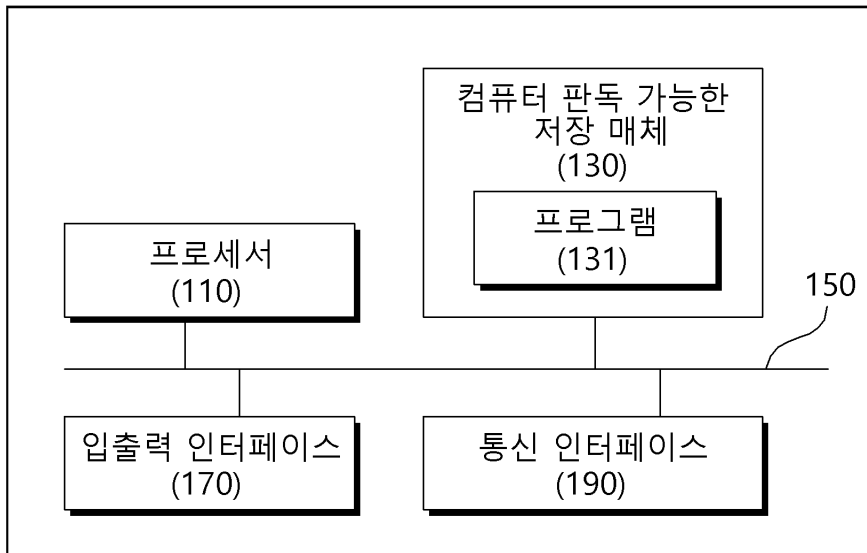 컴퓨터 판독 가능한
저장 매체
(130)
프로그램
(131)
프로세서
(110)
150
입출력 인터페이스
(170)
통신 인터페이스
(190)